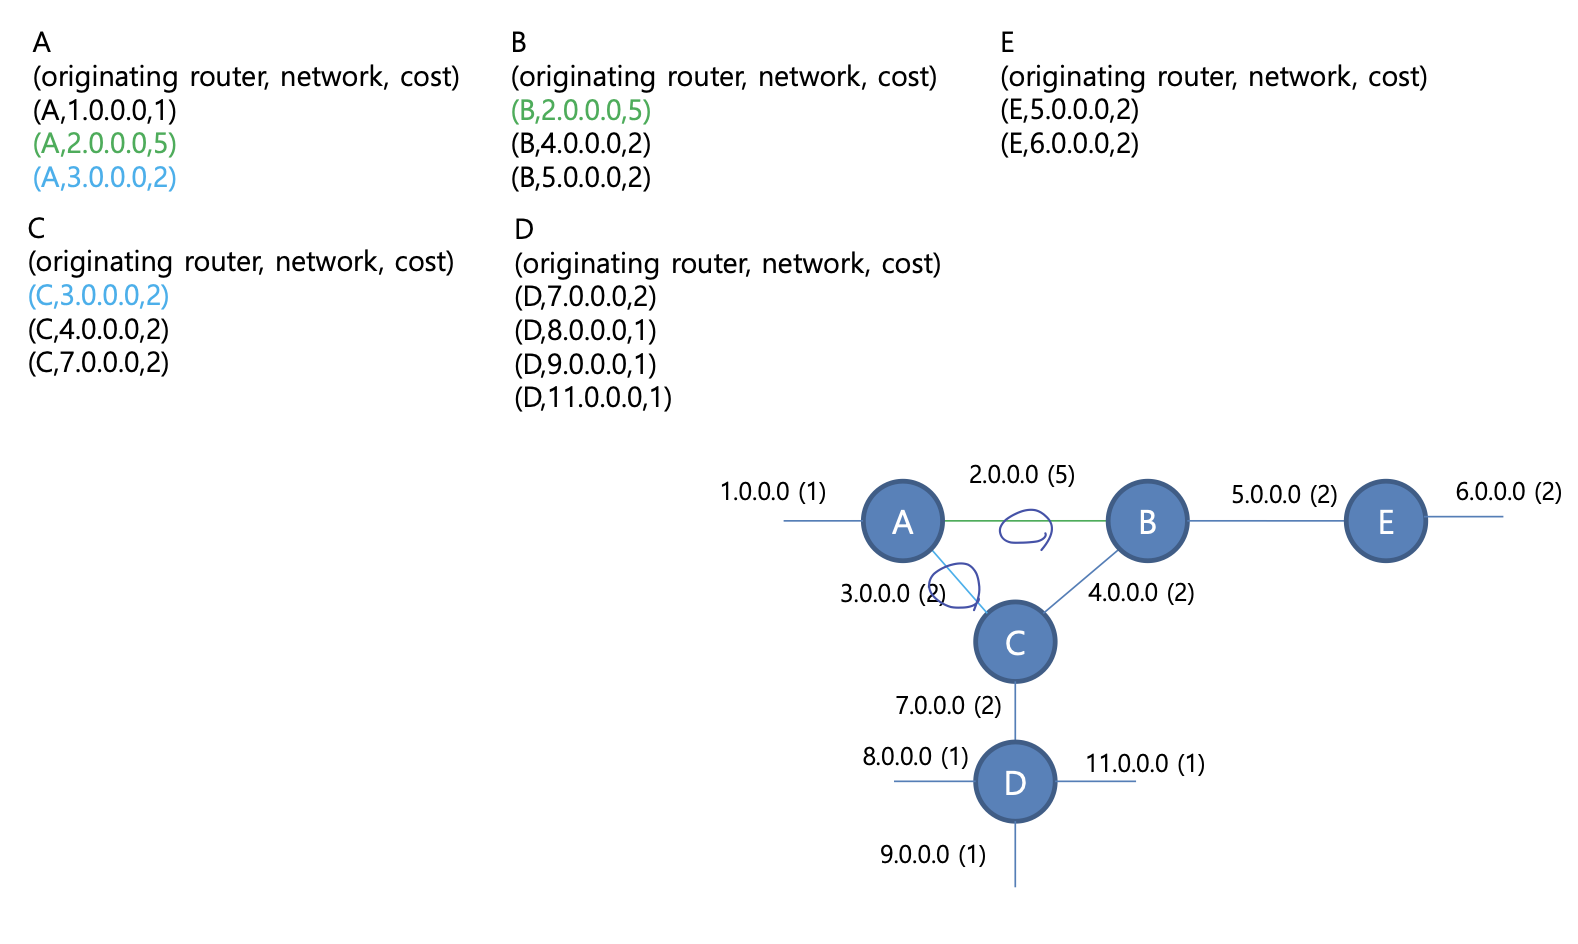 A
(originating router, network, cost)
(A,1.0.0.0,1)
(A,2.0.0.0,5)
(A,3.0.0.0,2)
B
(originating router, network, cost)
(B,2.0.0.0,5)
(B,4.0.0.0,2)
(B,5.0.0.0,2)
E
(originating router, network, cost)
(E,5.0.0.0,2)
(E,6.0.0.0,2)
C
(originating router, network, cost)
(C,3.0.0.0,2)
(C,4.0.0.0,2)
(C,7.0.0.0,2)
D
(originating router, network, cost)
(D,7.0.0.0,2)
(D,8.0.0.0,1)
(D,9.0.0.0,1)
(D,11.0.0.0,1)
1.0.0.0 (1)
2.0.0.0 (5)
5.0.0.0 (2)
6.0.0.0 (2)
A
B
E
3.0.0.0 (2)
4.0.0.0 (2)
C
7.0.0.0 (2)
8.0.0.0 (1)
11.0.0.0 (1)
D
9.0.0.0 (1)